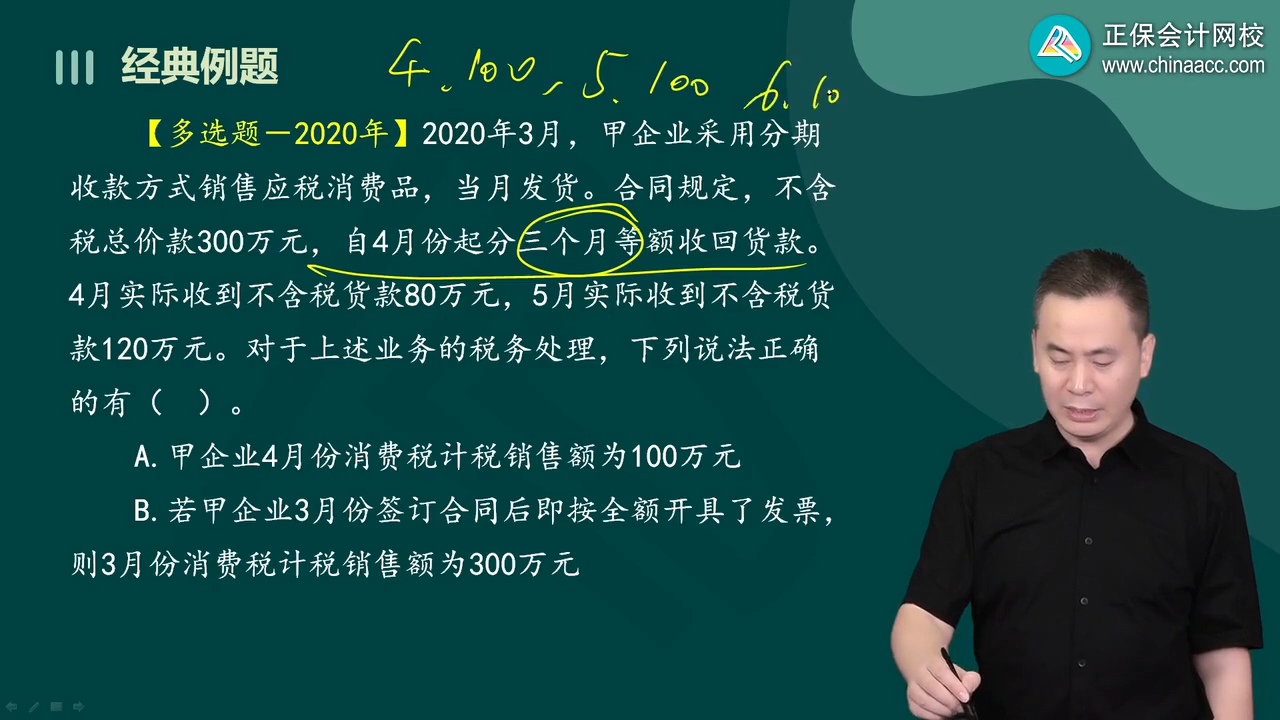 正保会计网校
www.chinaacc.com
经典例题
4.100,5.100 6.10
【多选题－2020年】2020年3月，甲企业采用分期
收款方式销售应税消费品，当月发货。合同规定，不含
税总价款300万元，自4月份起分三个月等额收回货款。
4月实际收到不含税货款80万元，5月实际收到不含税货
款120万元。对于上述业务的税务处理，下列说法正确
的有（　）。
A. 甲企业4月份消费税计税销售额为100万元
B. 若甲企业3月份签订合同后即按全额开具了发票，
则3月份消费税计税销售额为300万元